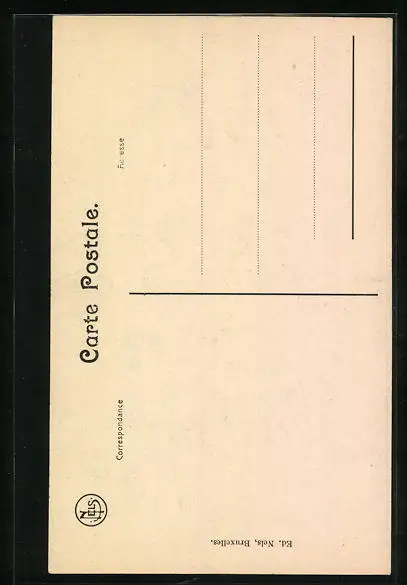 Carte Postale.
Correspondance
Adresse
NELS
Ed. Nels, Bruxelles.